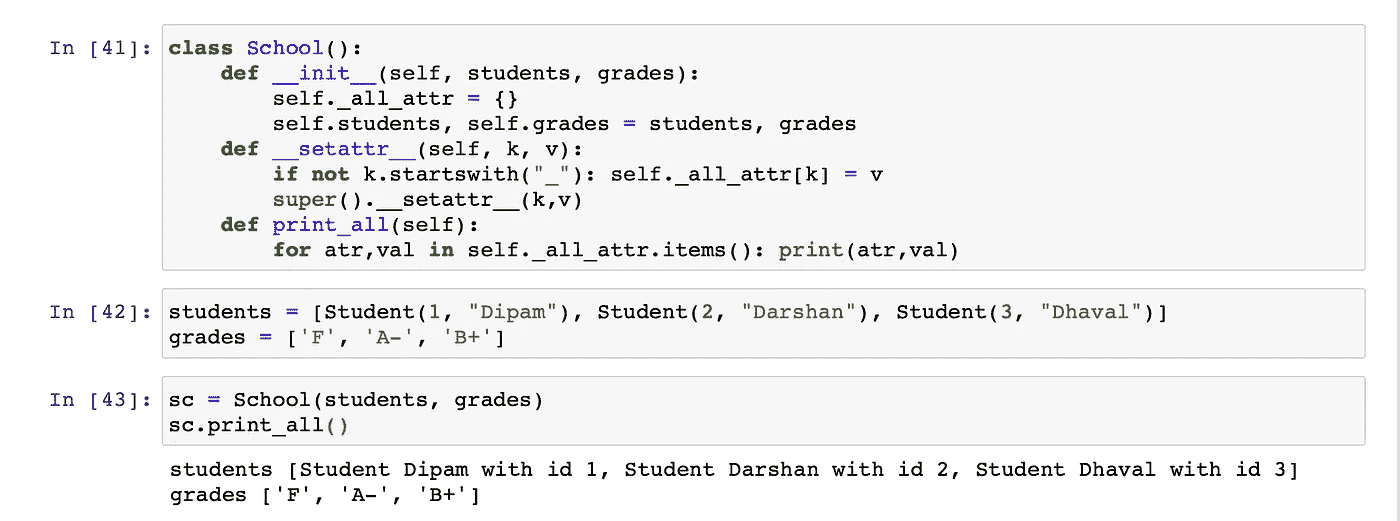 In [41]: class School():
    def __init__(self, students, grades):
        self._all_attr = {}
        self.students, self.grades = students, grades
    def __setattr__(self, k, v):
        if not k.startswith("_"): self._all_attr[k] = v
        super().__setattr__(k,v)
    def print_all(self):
        for atr,val in self._all_attr.items(): print(atr,val)
In [42]: students = [Student(1, "Dipam"), Student(2, "Darshan"), Student(3, "Dhaval")]
grades = ['F', 'A-', 'B+']
In [43]: sc = School(students, grades)
sc.print_all()
students [Student Dipam with id 1, Student Darshan with id 2, Student Dhaval with id 3]
grades ['F', 'A-', 'B+']